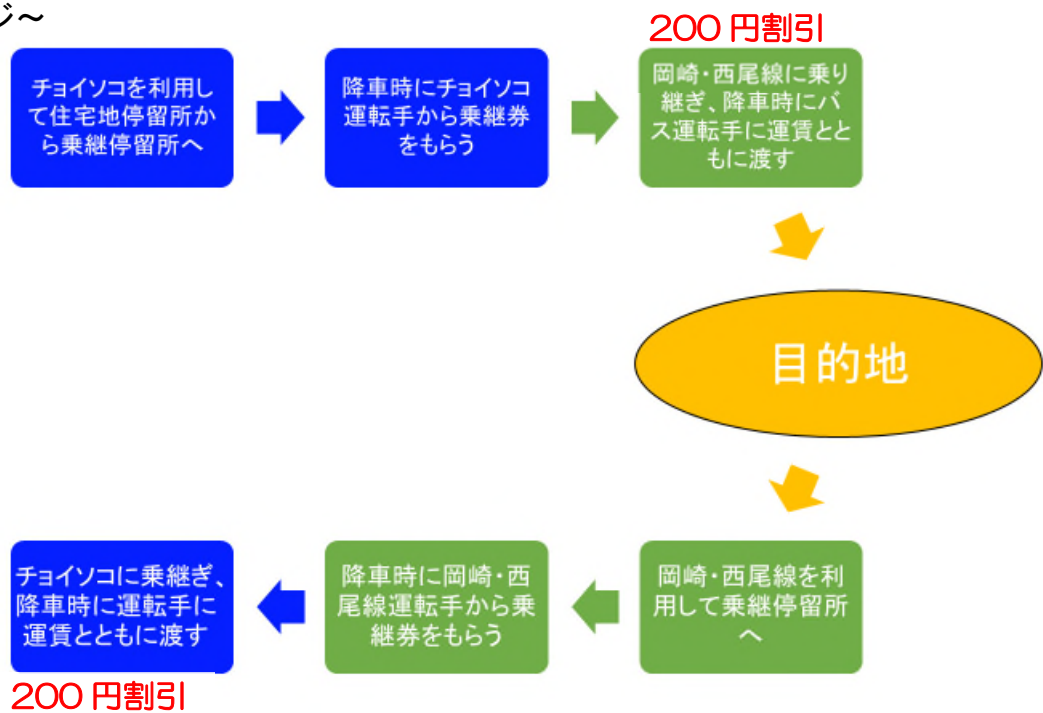 ジ～
200円割引
チョイソコを利用し
て住宅地停留所か
ら乗継停留所へ
降車時にチョイソコ
運転手から乗継券
をもらう
岡崎・西尾線に乗り
継ぎ、降車時にバ
ス運転手に運賃とと
もに渡す
目的地
岡崎・西尾線を利
用して乗継停留所
へ
降車時に岡崎・西
尾線運転手から乗
継券をもらう
チョイソコに乗継ぎ、
降車時に運転手に
運賃とともに渡す
200円割引